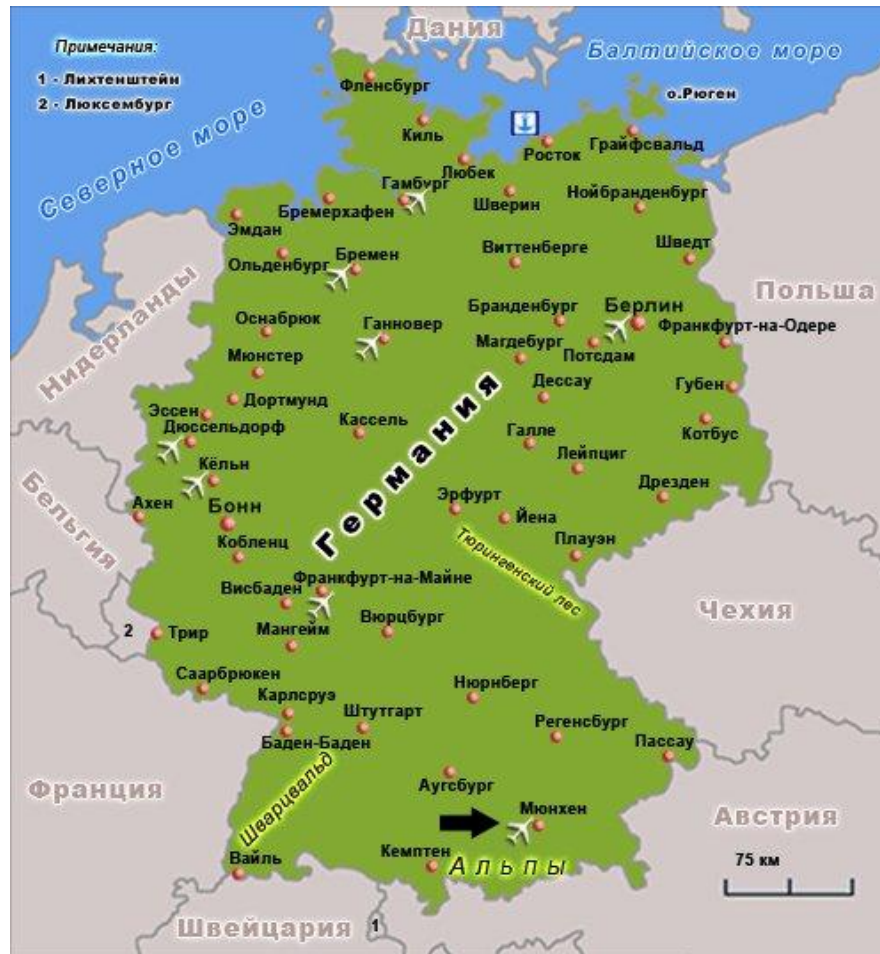 Дания
Примечания:
Балтийское море
1 - Лихтенштейн
2 - Люксембург
Северное море
Фленсбург
о.Рюген
Киль
Росток
Грайфсвальд
Любек
Гамбург
Шверин
Нойбранденбург
Бремерхафен
Эмдан
Ольденбург
Бремен
Виттенберге
Шведт
Нидерланды
Польша
Бранденбург
Берлин
Оснабрюк
Ганновер
Франкфурт-на-Одере
Мюнстер
Магдебург
Потсдам
Дессау
Губен
Дортмунд
Эссен
Дюссельдорф
Кассель
Германия
Галле
Котбус
Лейпциг
Кёльн
Дрезден
Бельгия
Ахен
Бонн
Эрфурт
Йена
Кобленц
Тюрингенский лес
Плауэн
Висбаден
Франкфурт-на-Майне
Чехия
2
Трир
Мангейм
Вюрцбург
Саарбрюкен
Нюрнберг
Карлсруэ
Штутгарт
Регенсбург
Баден-Баден
Пассау
Франция
Шварцвальд
Аугсбург
Мюнхен
Австрия
Вайль
Кемптен
Альпы
75 км
Швейцария
1